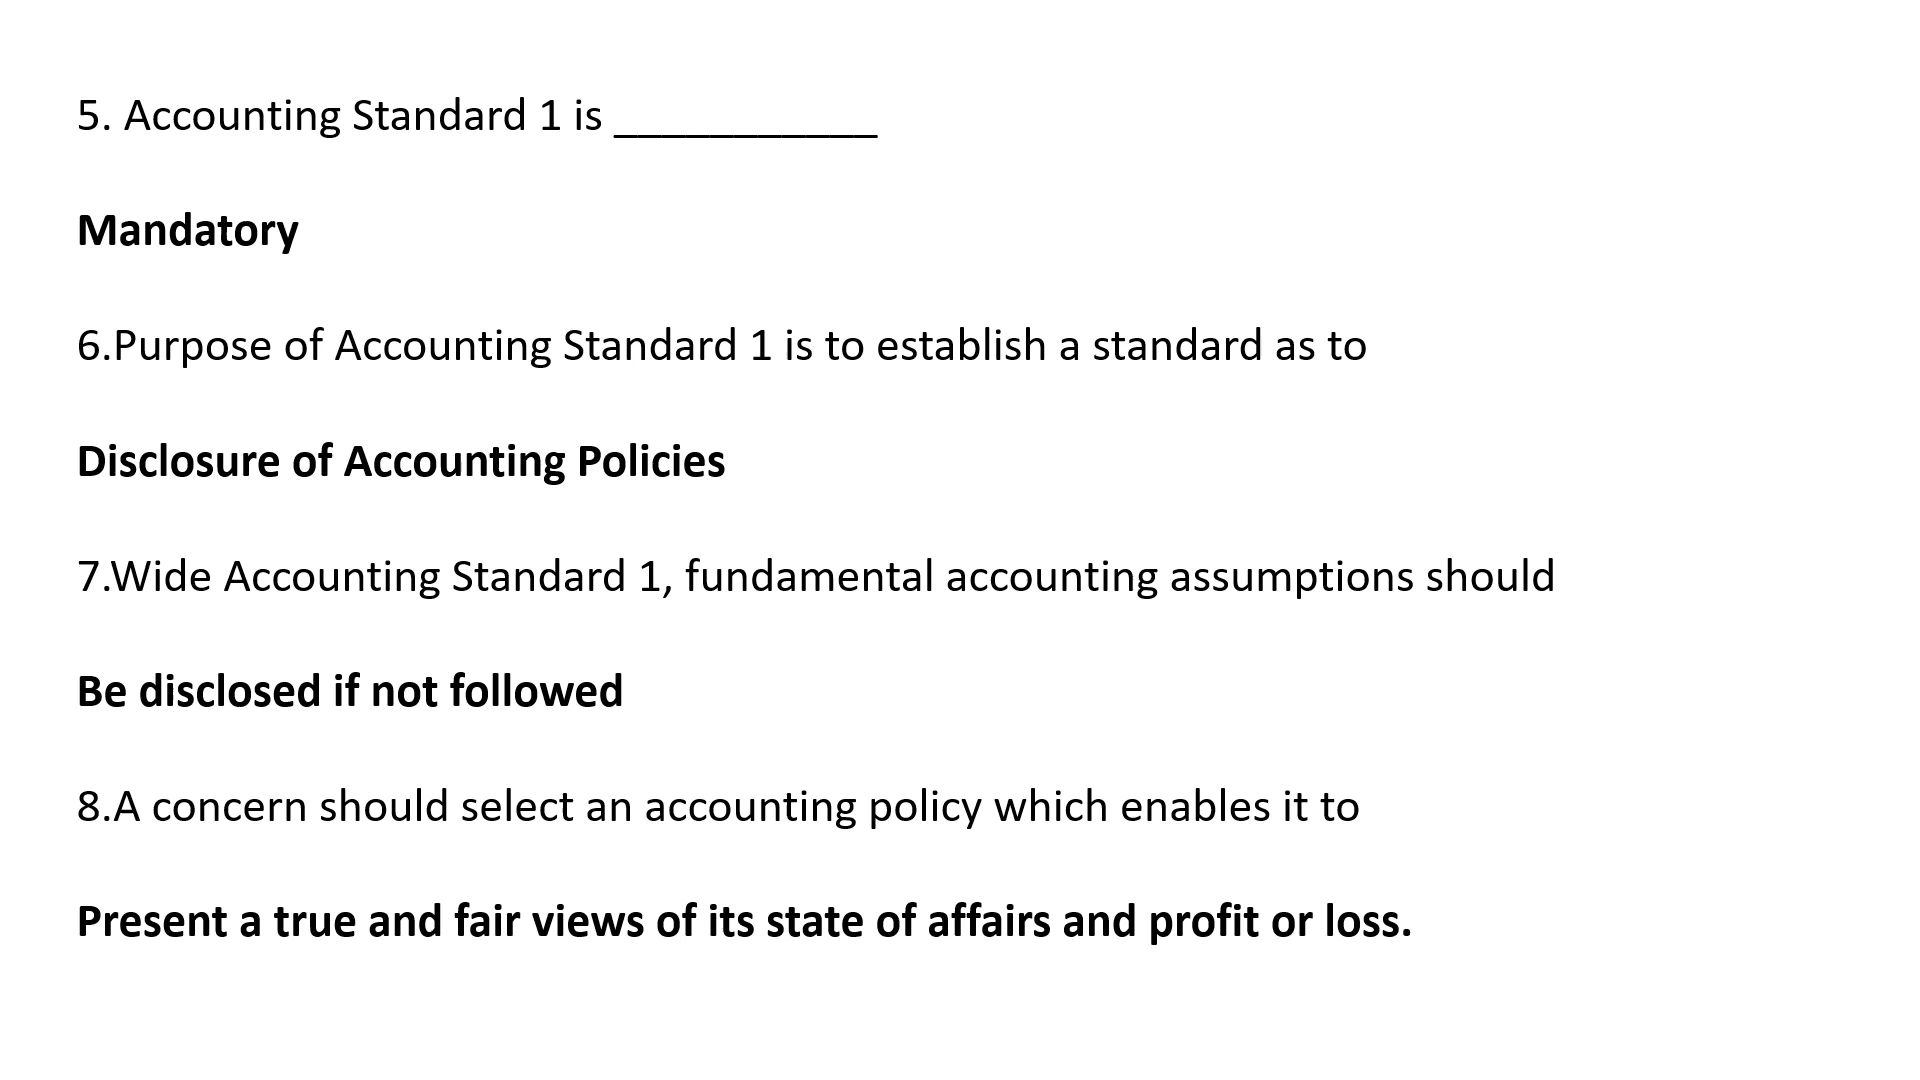 5. Accounting Standard 1 is ___________
Mandatory
6.Purpose of Accounting Standard 1 is to establish a standard as to
Disclosure of Accounting Policies
7.Wide Accounting Standard 1, fundamental accounting assumptions should
Be disclosed if not followed
8.A concern should select an accounting policy which enables it to
Present a true and fair views of its state of affairs and profit or loss.